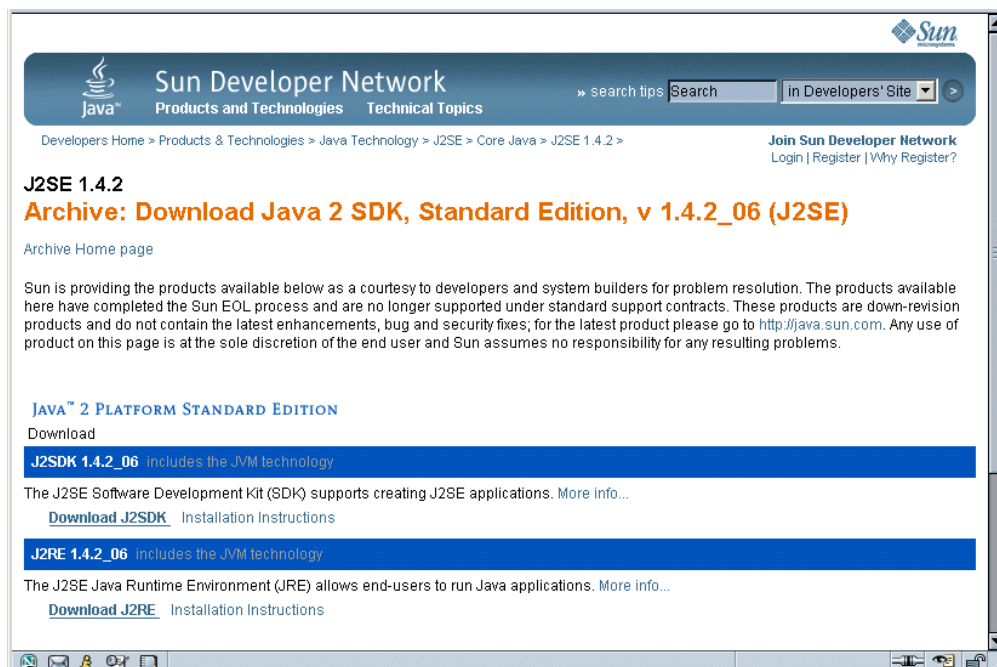 Sun
microsystems
Java™
Sun Developer Network
Products and Technologies Technical Topics
» search tips Search in Developers' Site >
Developers Home > Products & Technologies > Java Technology > J2SE > Core Java > J2SE 1.4.2 >
Join Sun Developer Network
Login | Register | Why Register?
J2SE 1.4.2
Archive: Download Java 2 SDK, Standard Edition, v 1.4.2_06 (J2SE)
Archive Home page
Sun is providing the products available below as a courtesy to developers and system builders for problem resolution. The products available
here have completed the Sun EOL process and are no longer supported under standard support contracts. These products are down-revision
products and do not contain the latest enhancements, bug and security fixes; for the latest product please go to http://java.sun.com. Any use of
product on this page is at the sole discretion of the end user and Sun assumes no responsibility for any resulting problems.
JAVA™ 2 PLATFORM STANDARD EDITION
Download
J2SDK 1.4.2_06 includes the JVM technology
The J2SE Software Development Kit (SDK) supports creating J2SE applications. More info...
Download J2SDK Installation Instructions
J2RE 1.4.2_06 includes the JVM technology
The J2SE Java Runtime Environment (JRE) allows end-users to run Java applications. More info...
Download J2RE Installation Instructions